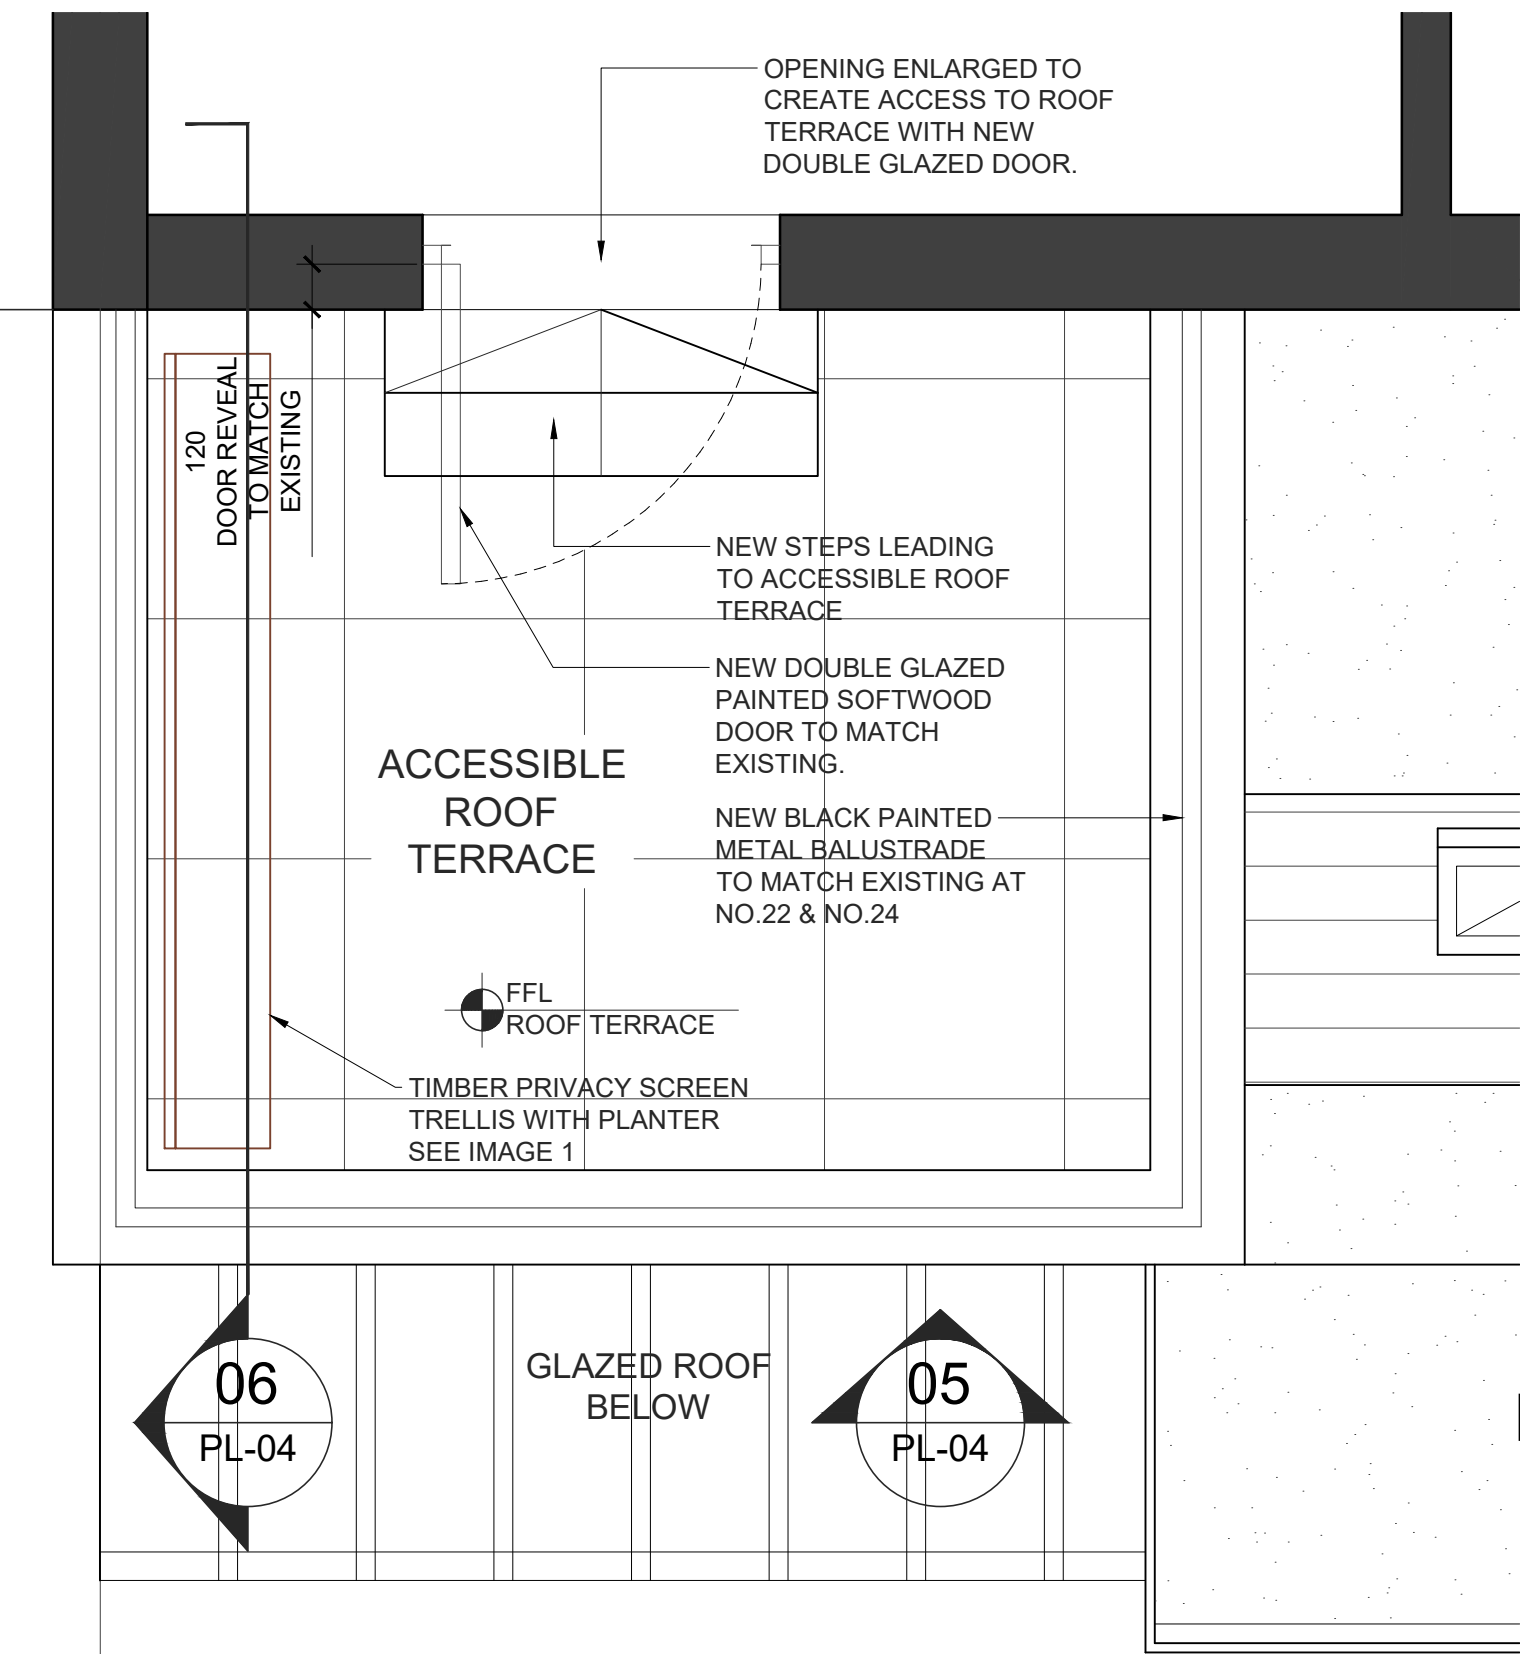 OPENING ENLARGED TO
CREATE ACCESS TO ROOF
TERRACE WITH NEW
DOUBLE GLAZED DOOR.
120
DOOR REVEAL
TO MATCH
EXISTING
NEW STEPS LEADING
TO ACCESSIBLE ROOF
TERRACE
NEW DOUBLE GLAZED
PAINTED SOFTWOOD
DOOR TO MATCH
EXISTING.
ACCESSIBLE
ROOF
TERRACE
NEW BLACK PAINTED
METAL BALUSTRADE
TO MATCH EXISTING AT
NO.22 & NO.24
FFL
ROOF TERRACE
TIMBER PRIVACY SCREEN
TRELLIS WITH PLANTER
SEE IMAGE 1
06
PL-04
GLAZED ROOF
BELOW
05
PL-04